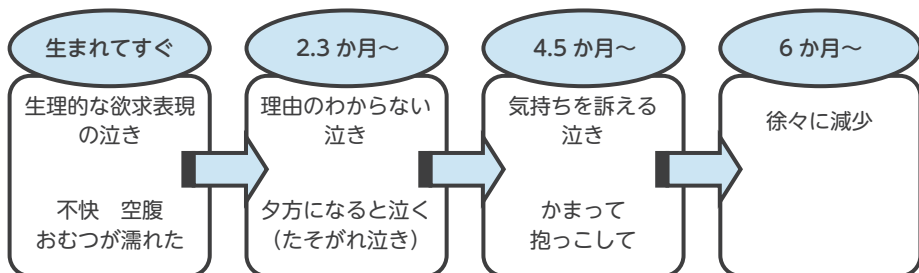 生まれてすぐ
生理的な欲求表現
の泣き
不快　空腹
おむつが濡れた
2.3 か月〜
理由のわからない
泣き
夕方になると泣く
（たそがれ泣き）
4.5 か月〜
気持ちを訴える
泣き
かまって
抱っこして
6 か月〜
徐々に減少